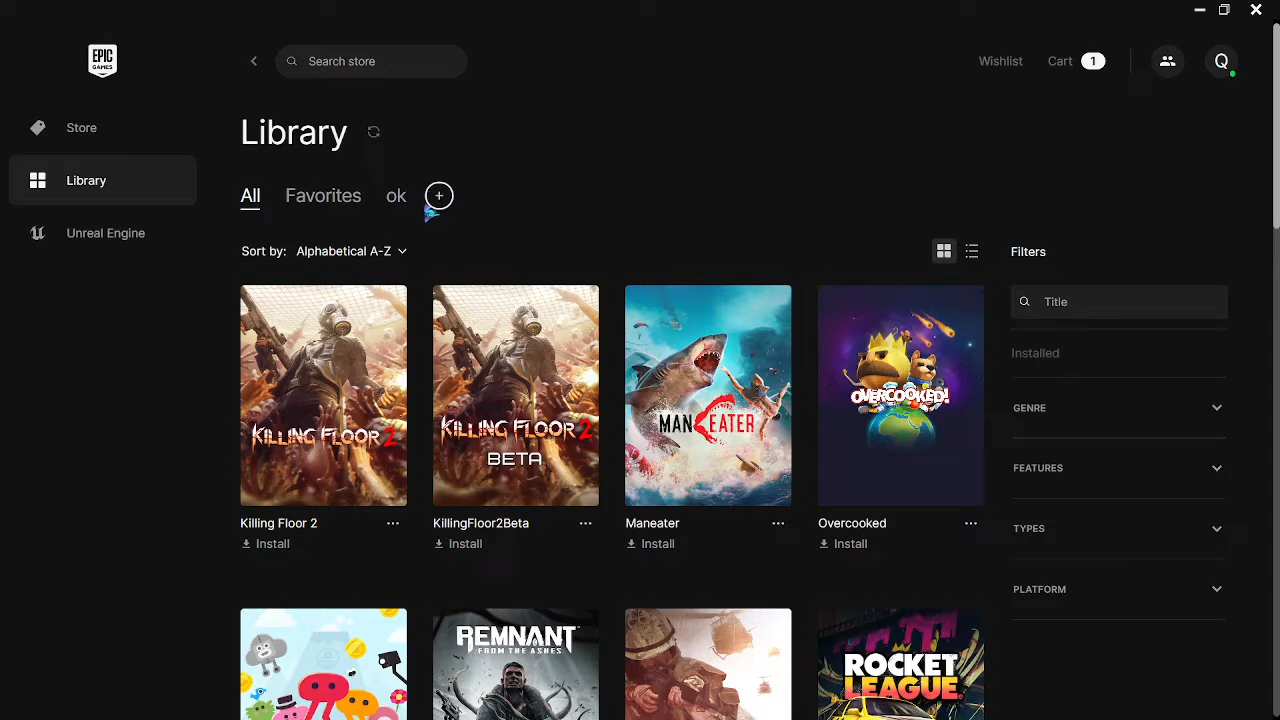 EPIC
GAMES
Search store
Wishlist
Cart 1
Q
Store
Library
Unreal Engine
Library
All Favorites ok +
Sort by: Alphabetical A-Z
Filters
Title
Installed
GENRE
FEATURES
TYPES
PLATFORM
KILLING FLOOR 2
KILLING FLOOR 2
BETA
MANEATER
OVERCOOKED!
Killing Floor 2 ...
Install
KillingFloor2Beta ...
Install
Maneater ...
Install
Overcooked ...
Install
REMNANT
FROM THE ASHES
ROCKET
LEAGUE